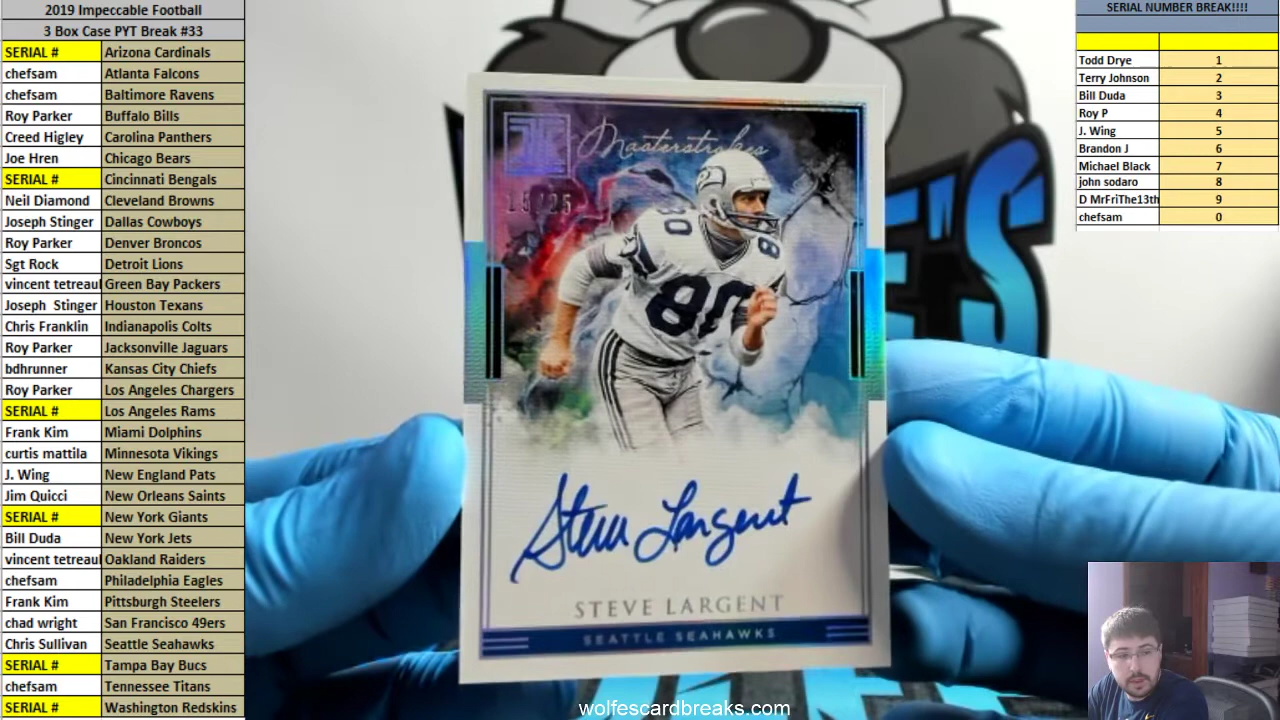 2019 Impeccable Football
3 Box Case PYT Break #33
SERIAL # Arizona Cardinals
chefsam Atlanta Falcons
chefsam Baltimore Ravens
Roy Parker Buffalo Bills
Creed Higley Carolina Panthers
Joe Hren Chicago Bears
SERIAL # Cincinnati Bengals
Neil Diamond Cleveland Browns
Joseph Stinger Dallas Cowboys
Roy Parker Denver Broncos
Sgt Rock Detroit Lions
vincent tetreaul Green Bay Packers
Joseph Stinger Houston Texans
Chris Franklin Indianapolis Colts
Roy Parker Jacksonville Jaguars
bdhrunner Kansas City Chiefs
Roy Parker Los Angeles Chargers
SERIAL # Los Angeles Rams
Frank Kim Miami Dolphins
curtis mattila Minnesota Vikings
J. Wing New England Pats
Jim Quicci New Orleans Saints
SERIAL # New York Giants
Bill Duda New York Jets
vincent tetreaul Oakland Raiders
chefsam Philadelphia Eagles
Frank Kim Pittsburgh Steelers
chad wright San Francisco 49ers
Chris Sullivan Seattle Seahawks
SERIAL # Tampa Bay Bucs
chefsam Tennessee Titans
SERIAL # Washington Redskins
Masterstrokes
/25
80
80
80
Steve Largent
STEVE LARGENT
SEATTLE SEAHAWKS
E'S
wolfescardbreaks.com
SERIAL NUMBER BREAK!!!!
Todd Drye 1
Terry Johnson 2
Bill Duda 3
Roy P 4
J. Wing 5
Brandon J 6
Michael Black 7
john sodaro 8
D MrFriThe13th 9
chefsam 0